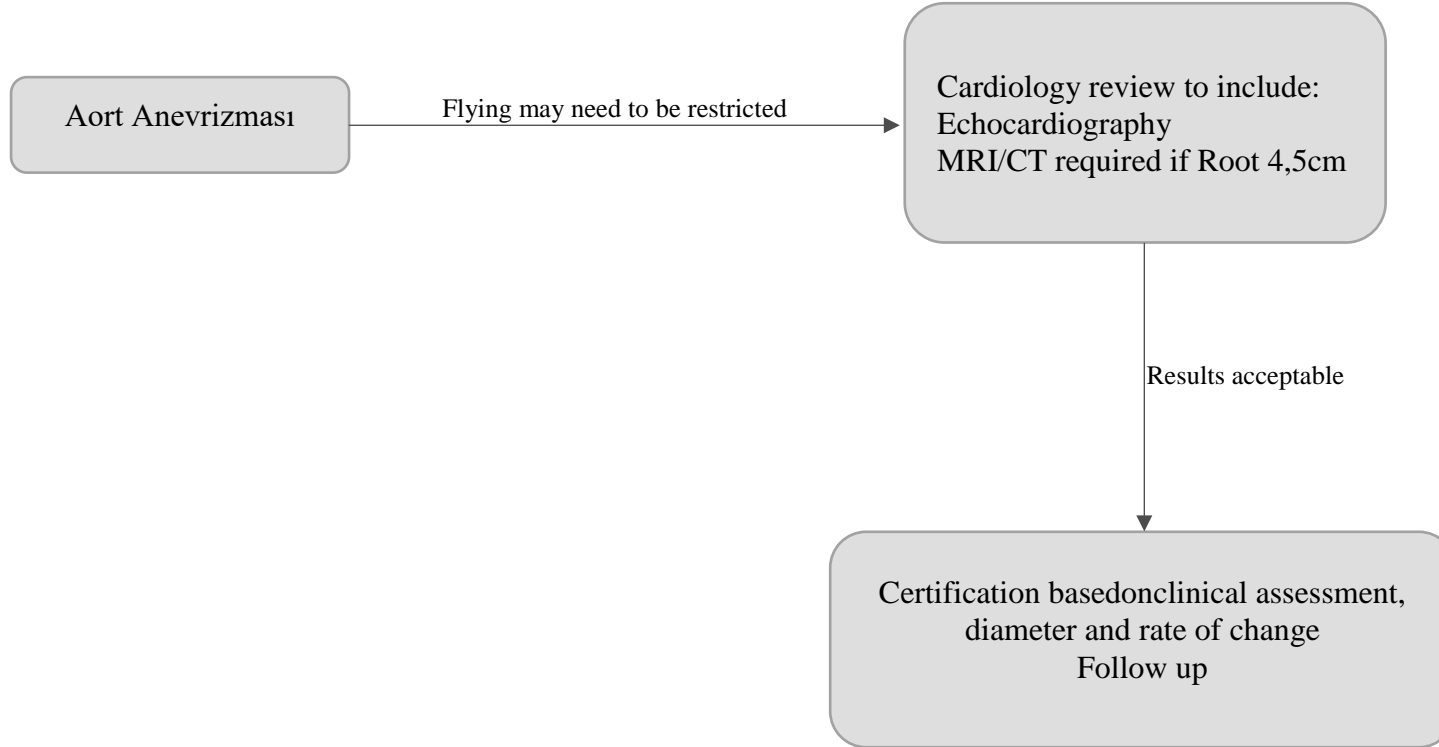 Aort Anevrizması
Flying may need to be restricted
Cardiology review to include:
Echocardiography
MRI/CT required if Root 4,5cm
Results acceptable
Certification basedonclinical assessment,
diameter and rate of change
Follow up